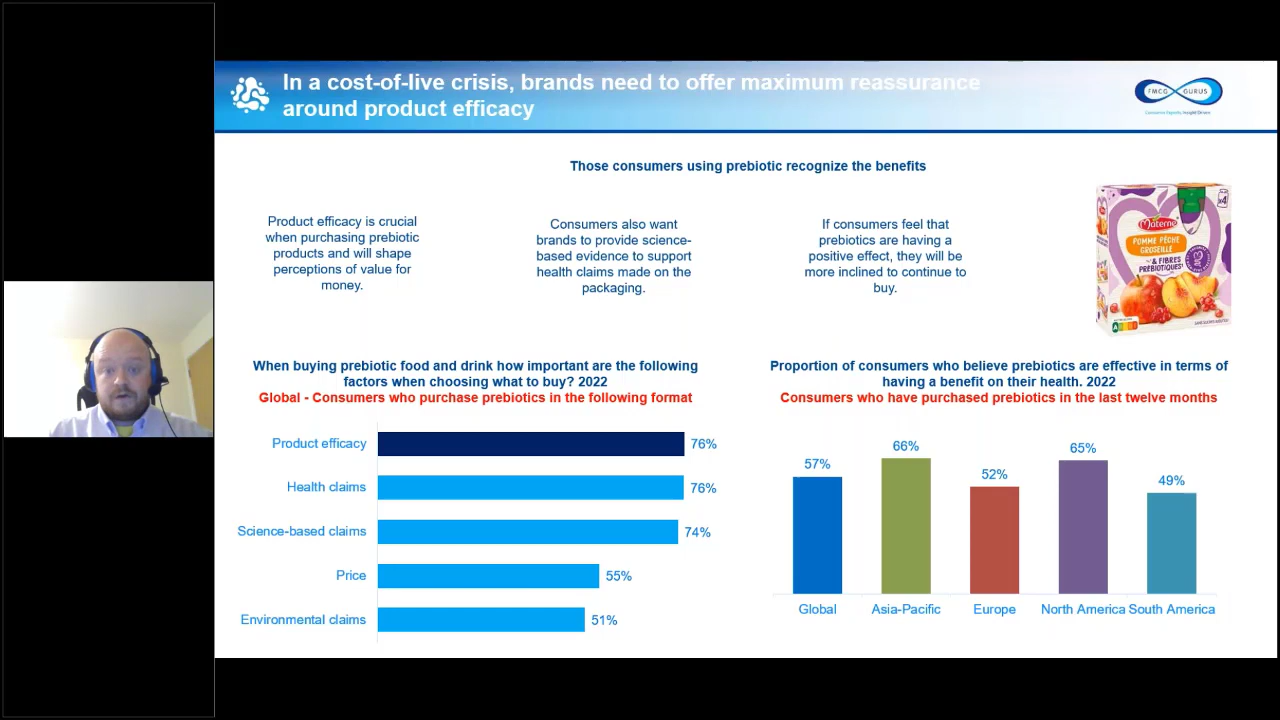 In a cost-of-live crisis, brands need to offer maximum reassurance
around product efficacy
FMCG GURUS
Consumer Experts. Insight Driven.
Those consumers using prebiotic recognize the benefits
Product efficacy is crucial
when purchasing prebiotic
products and will shape
perceptions of value for
money.
Consumers also want
brands to provide science-
based evidence to support
health claims made on the
packaging.
If consumers feel that
prebiotics are having a
positive effect, they will be
more inclined to continue to
buy.
x4
Materne
POMME PÊCHE
GROSEILLE
& FIBRES
PRÉBIOTIQUES
When buying prebiotic food and drink how important are the following
factors when choosing what to buy? 2022
Global - Consumers who purchase prebiotics in the following format
Product efficacy 76%
Health claims 76%
Science-based claims 74%
Price 55%
Environmental claims 51%
Proportion of consumers who believe prebiotics are effective in terms of
having a benefit on their health. 2022
Consumers who have purchased prebiotics in the last twelve months
57% 66% 52% 65% 49%
Global Asia-Pacific Europe North America South America